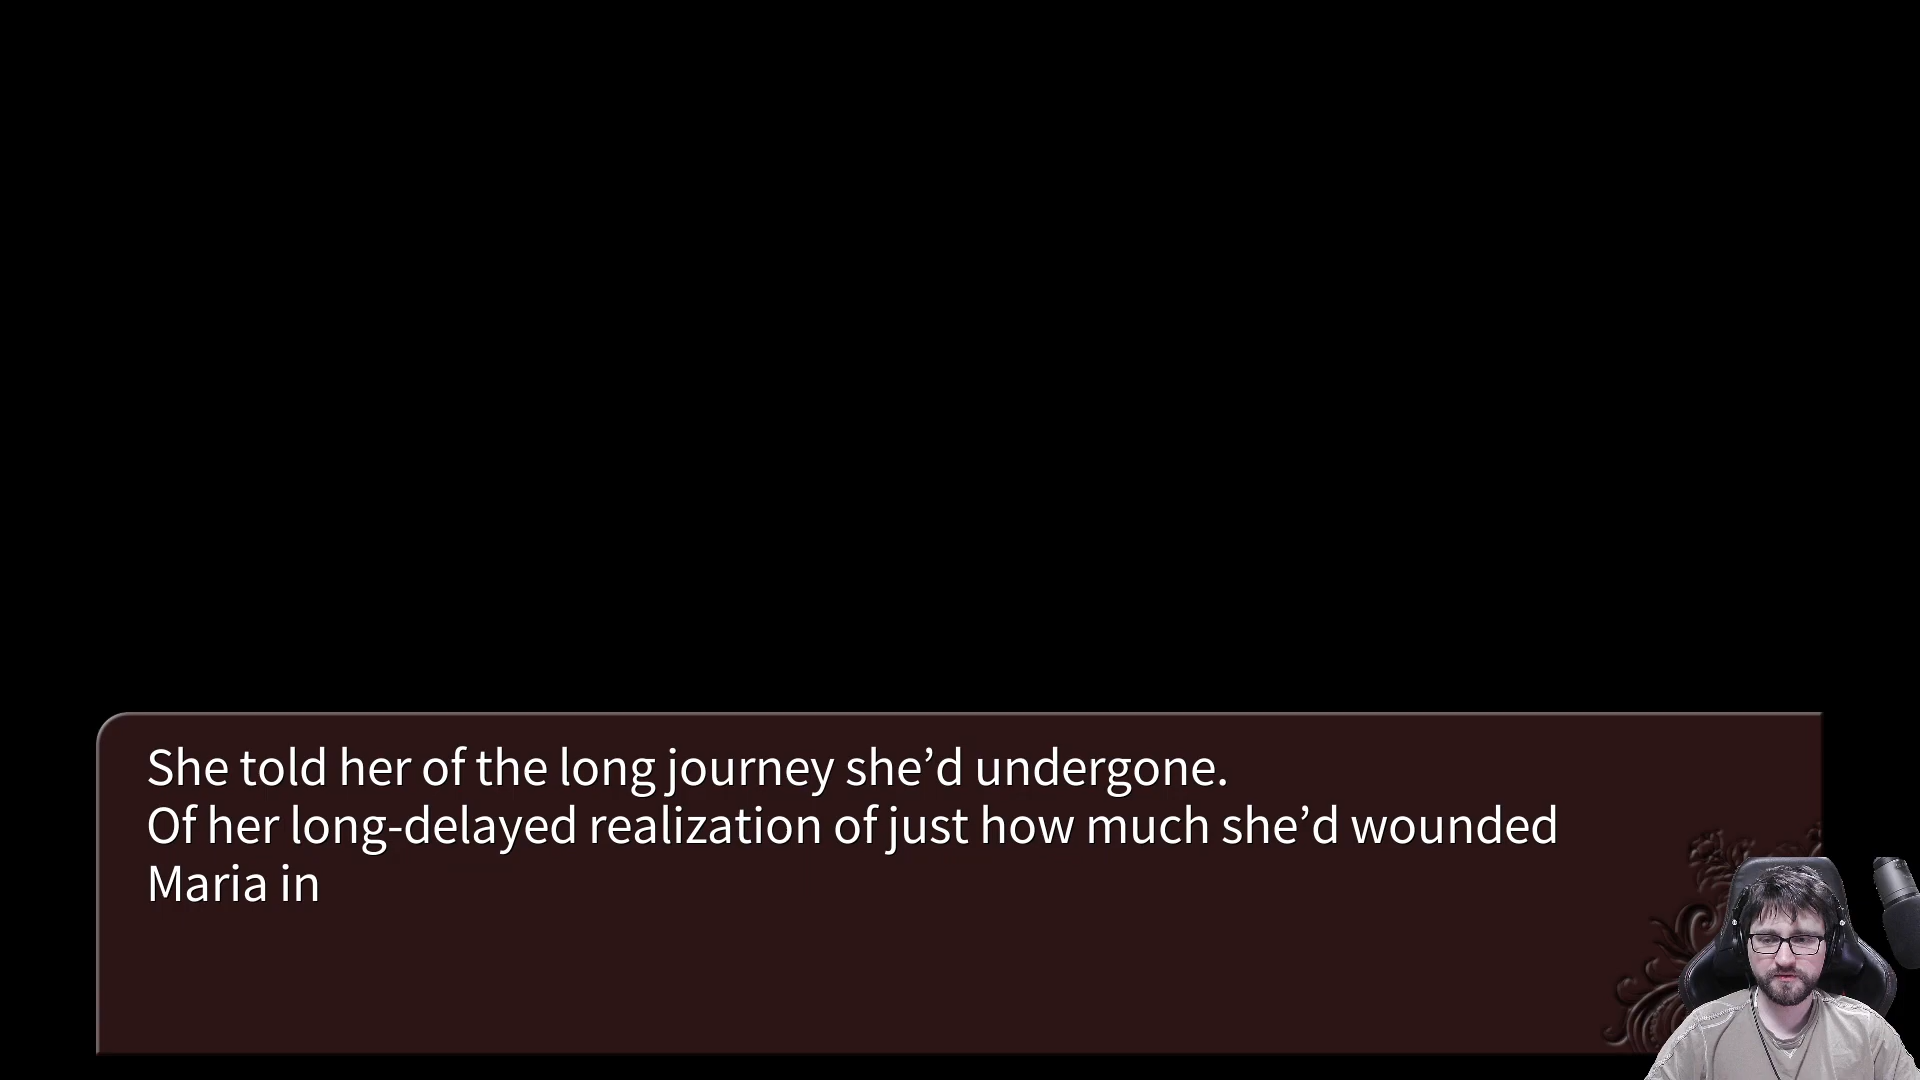 She told her of the long journey she’d undergone.
Of her long-delayed realization of just how much she’d wounded
Maria in